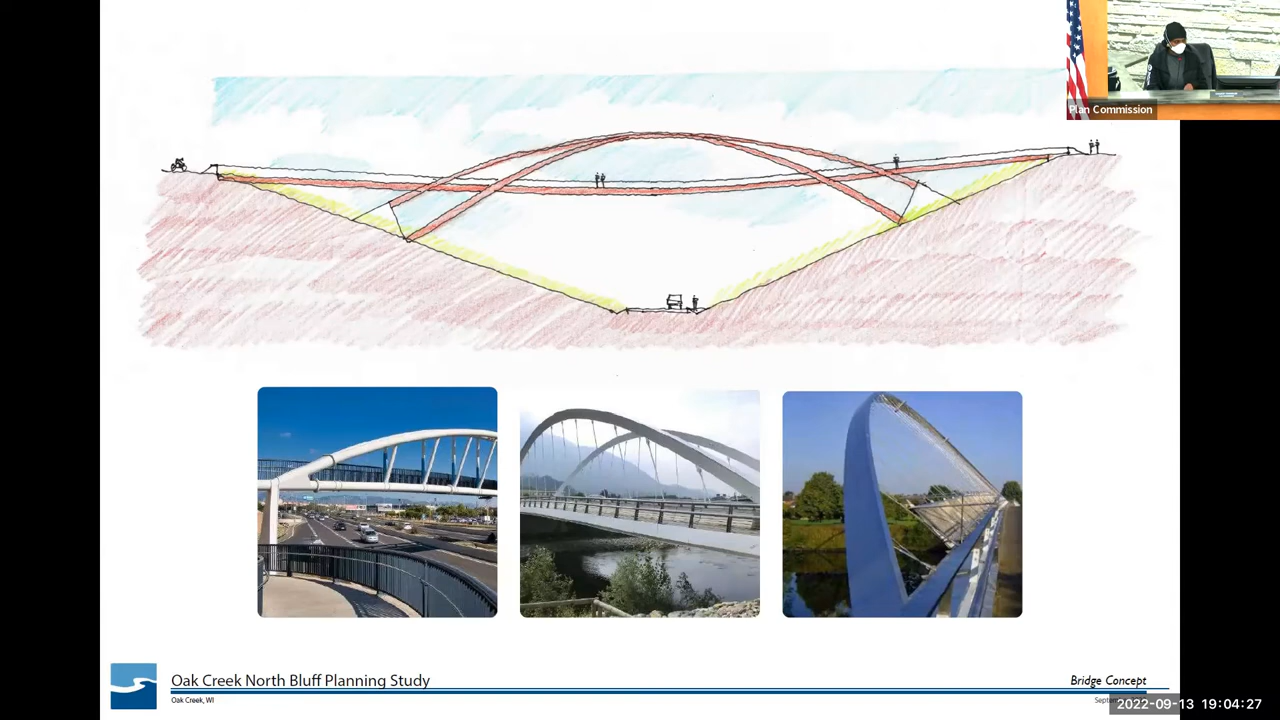 Plan Commission
Oak Creek North Bluff Planning Study
Bridge Concept
Oak Creek, WI
2022-09-13 19:04:27